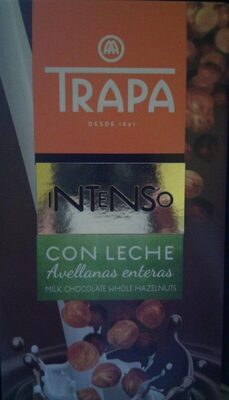 TRAPA
DESDE 1891
INTENSO
CON LECHE
Avellanas enteras
MILK CHOCOLATE WHOLE HAZELNUTS